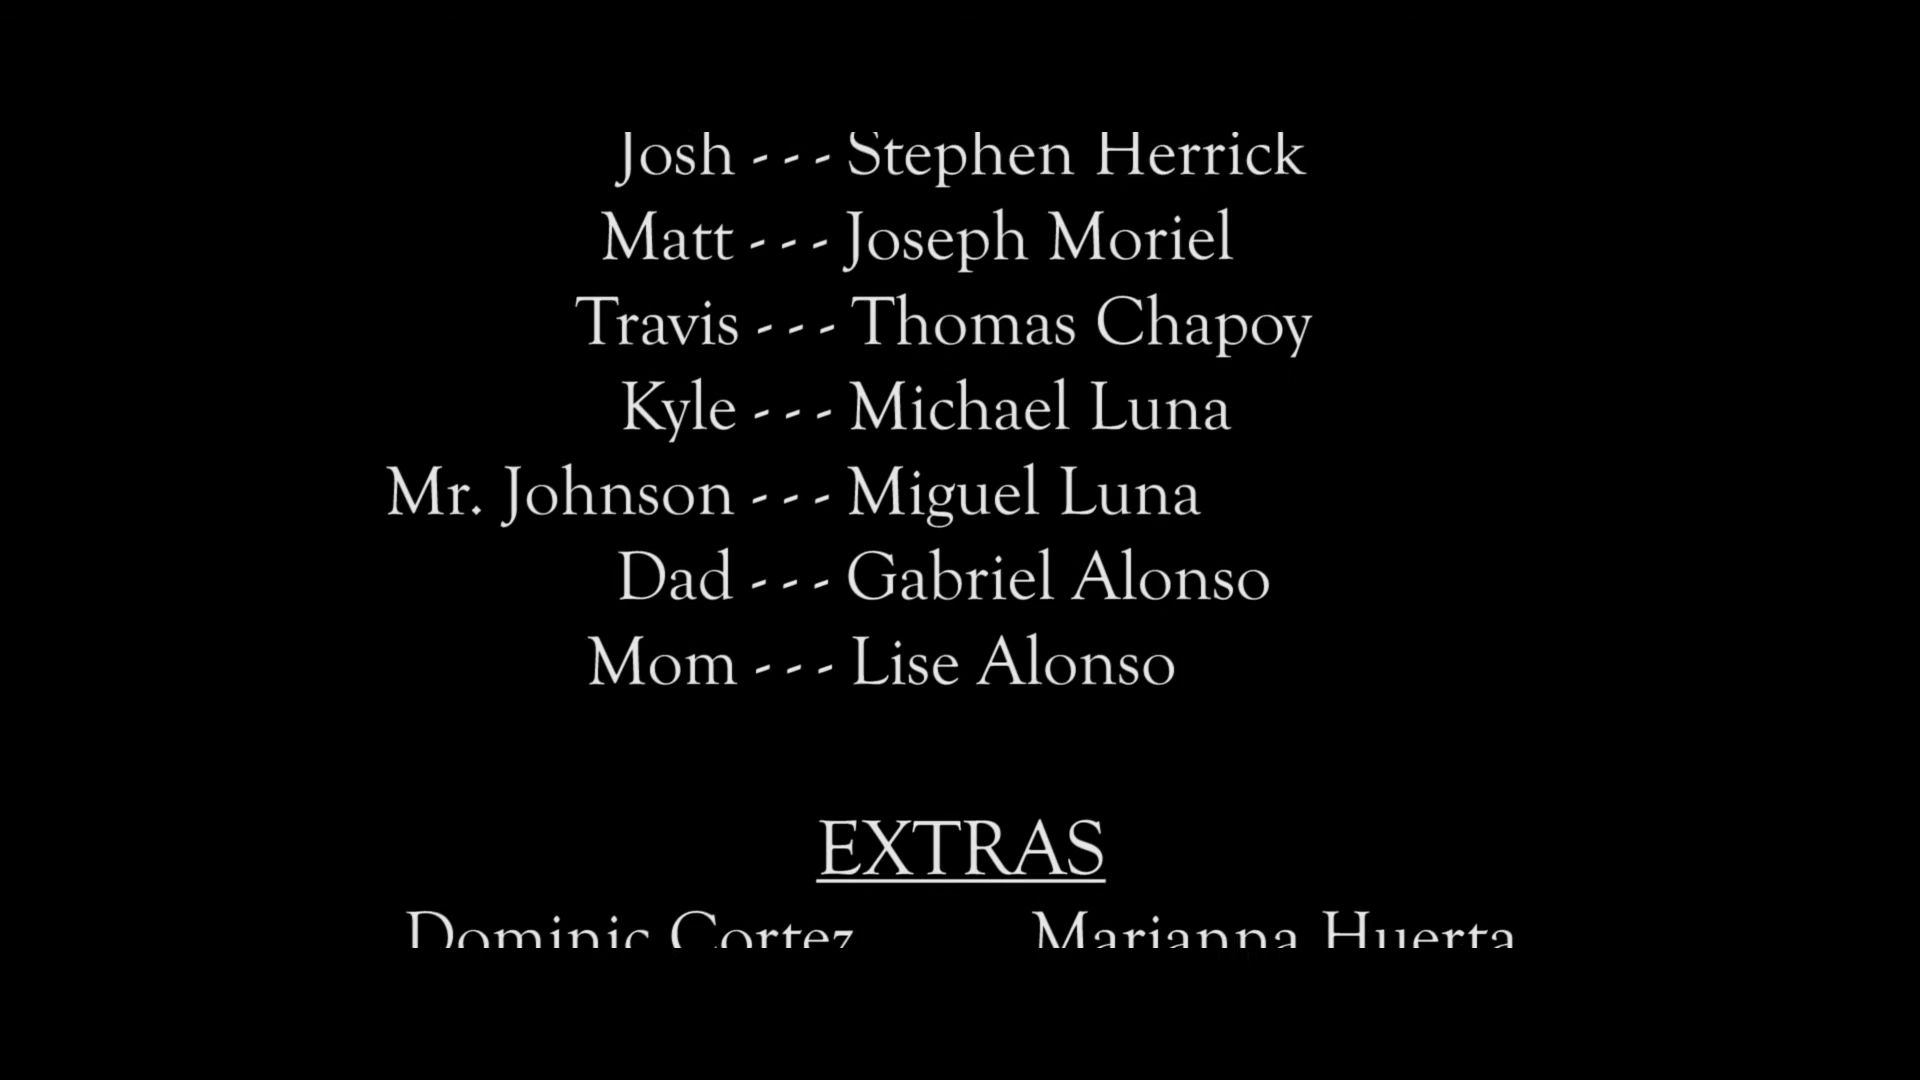 Josh - - - Stephen Herrick
Matt - - - Joseph Moriel
Travis - - - Thomas Chapoy
Kyle - - - Michael Luna
Mr. Johnson - - - Miguel Luna
Dad - - - Gabriel Alonso
Mom - - - Lise Alonso
EXTRAS
Dominic Cortez Marianna Huerta